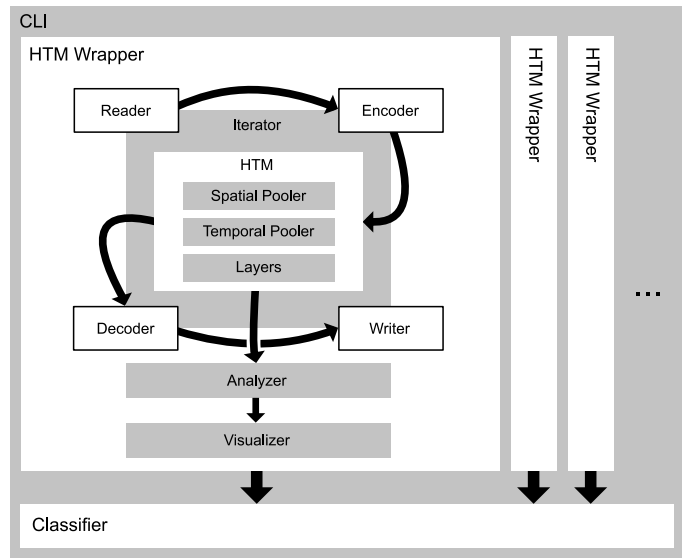 CLI
HTM Wrapper
HTM Wrapper
HTM Wrapper
Reader
Encoder
Iterator
HTM
Spatial Pooler
Temporal Pooler
Layers
...
Decoder
Writer
Analyzer
Visualizer
Classifier